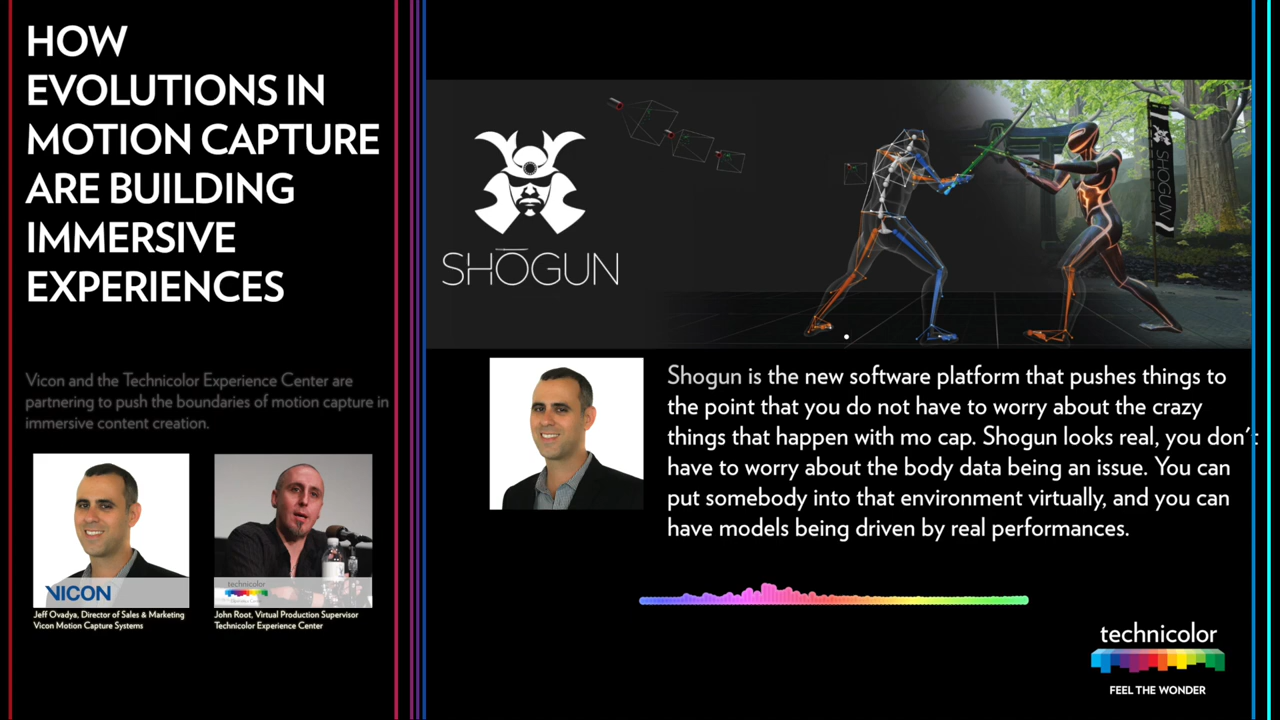 HOW
EVOLUTIONS IN
MOTION CAPTURE
ARE BUILDING
IMMERSIVE
EXPERIENCES
Vicon and the Technicolor Experience Center are
partnering to push the boundaries of motion capture in
immersive content creation.
VICON
Jeff Ovadya, Director of Sales & Marketing
Vicon Motion Capture Systems
technicolor
John Root, Virtual Production Supervisor
Technicolor Experience Center
SHŌGUN
SHOGUN
Shogun is the new software platform that pushes things to
the point that you do not have to worry about the crazy
things that happen with mo cap. Shogun looks real, you don't
have to worry about the body data being an issue. You can
put somebody into that environment virtually, and you can
have models being driven by real performances.
technicolor
FEEL THE WONDER